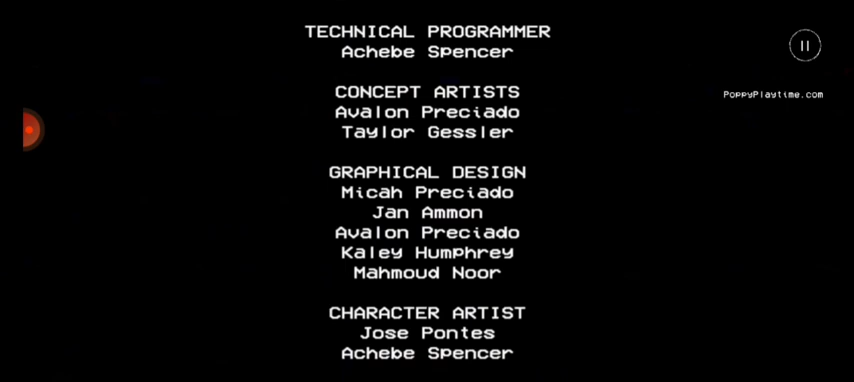 TECHNICAL PROGRAMMER
Achebe Spencer
PoppyPlaytime.com
CONCEPT ARTISTS
Avalon Preciado
Taylor Gessler
GRAPHICAL DESIGN
Micah Preciado
Jan Ammon
Avalon Preciado
Kaley Humphrey
Mahmoud Noor
CHARACTER ARTIST
Jose Pontes
Achebe Spencer